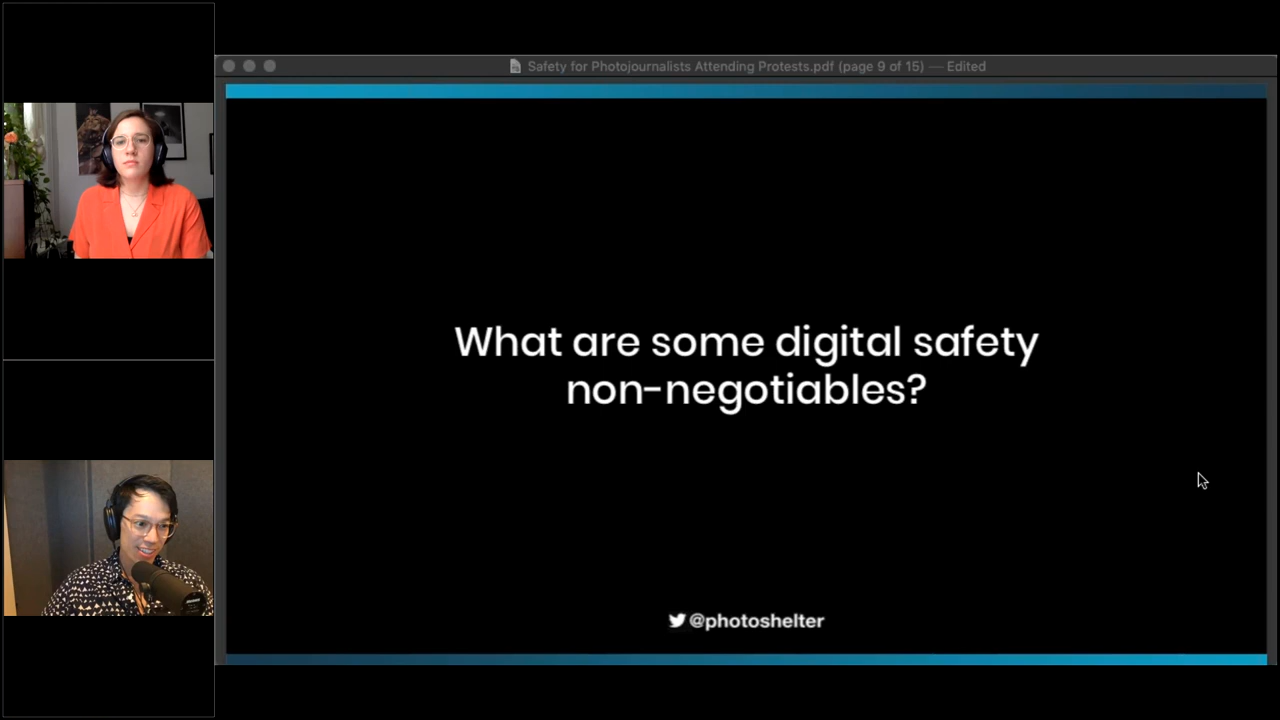 Safety for Photojournalists Attending Protests.pdf (page 9 of 15) — Edited
What are some digital safety
non-negotiables?
@photoshelter